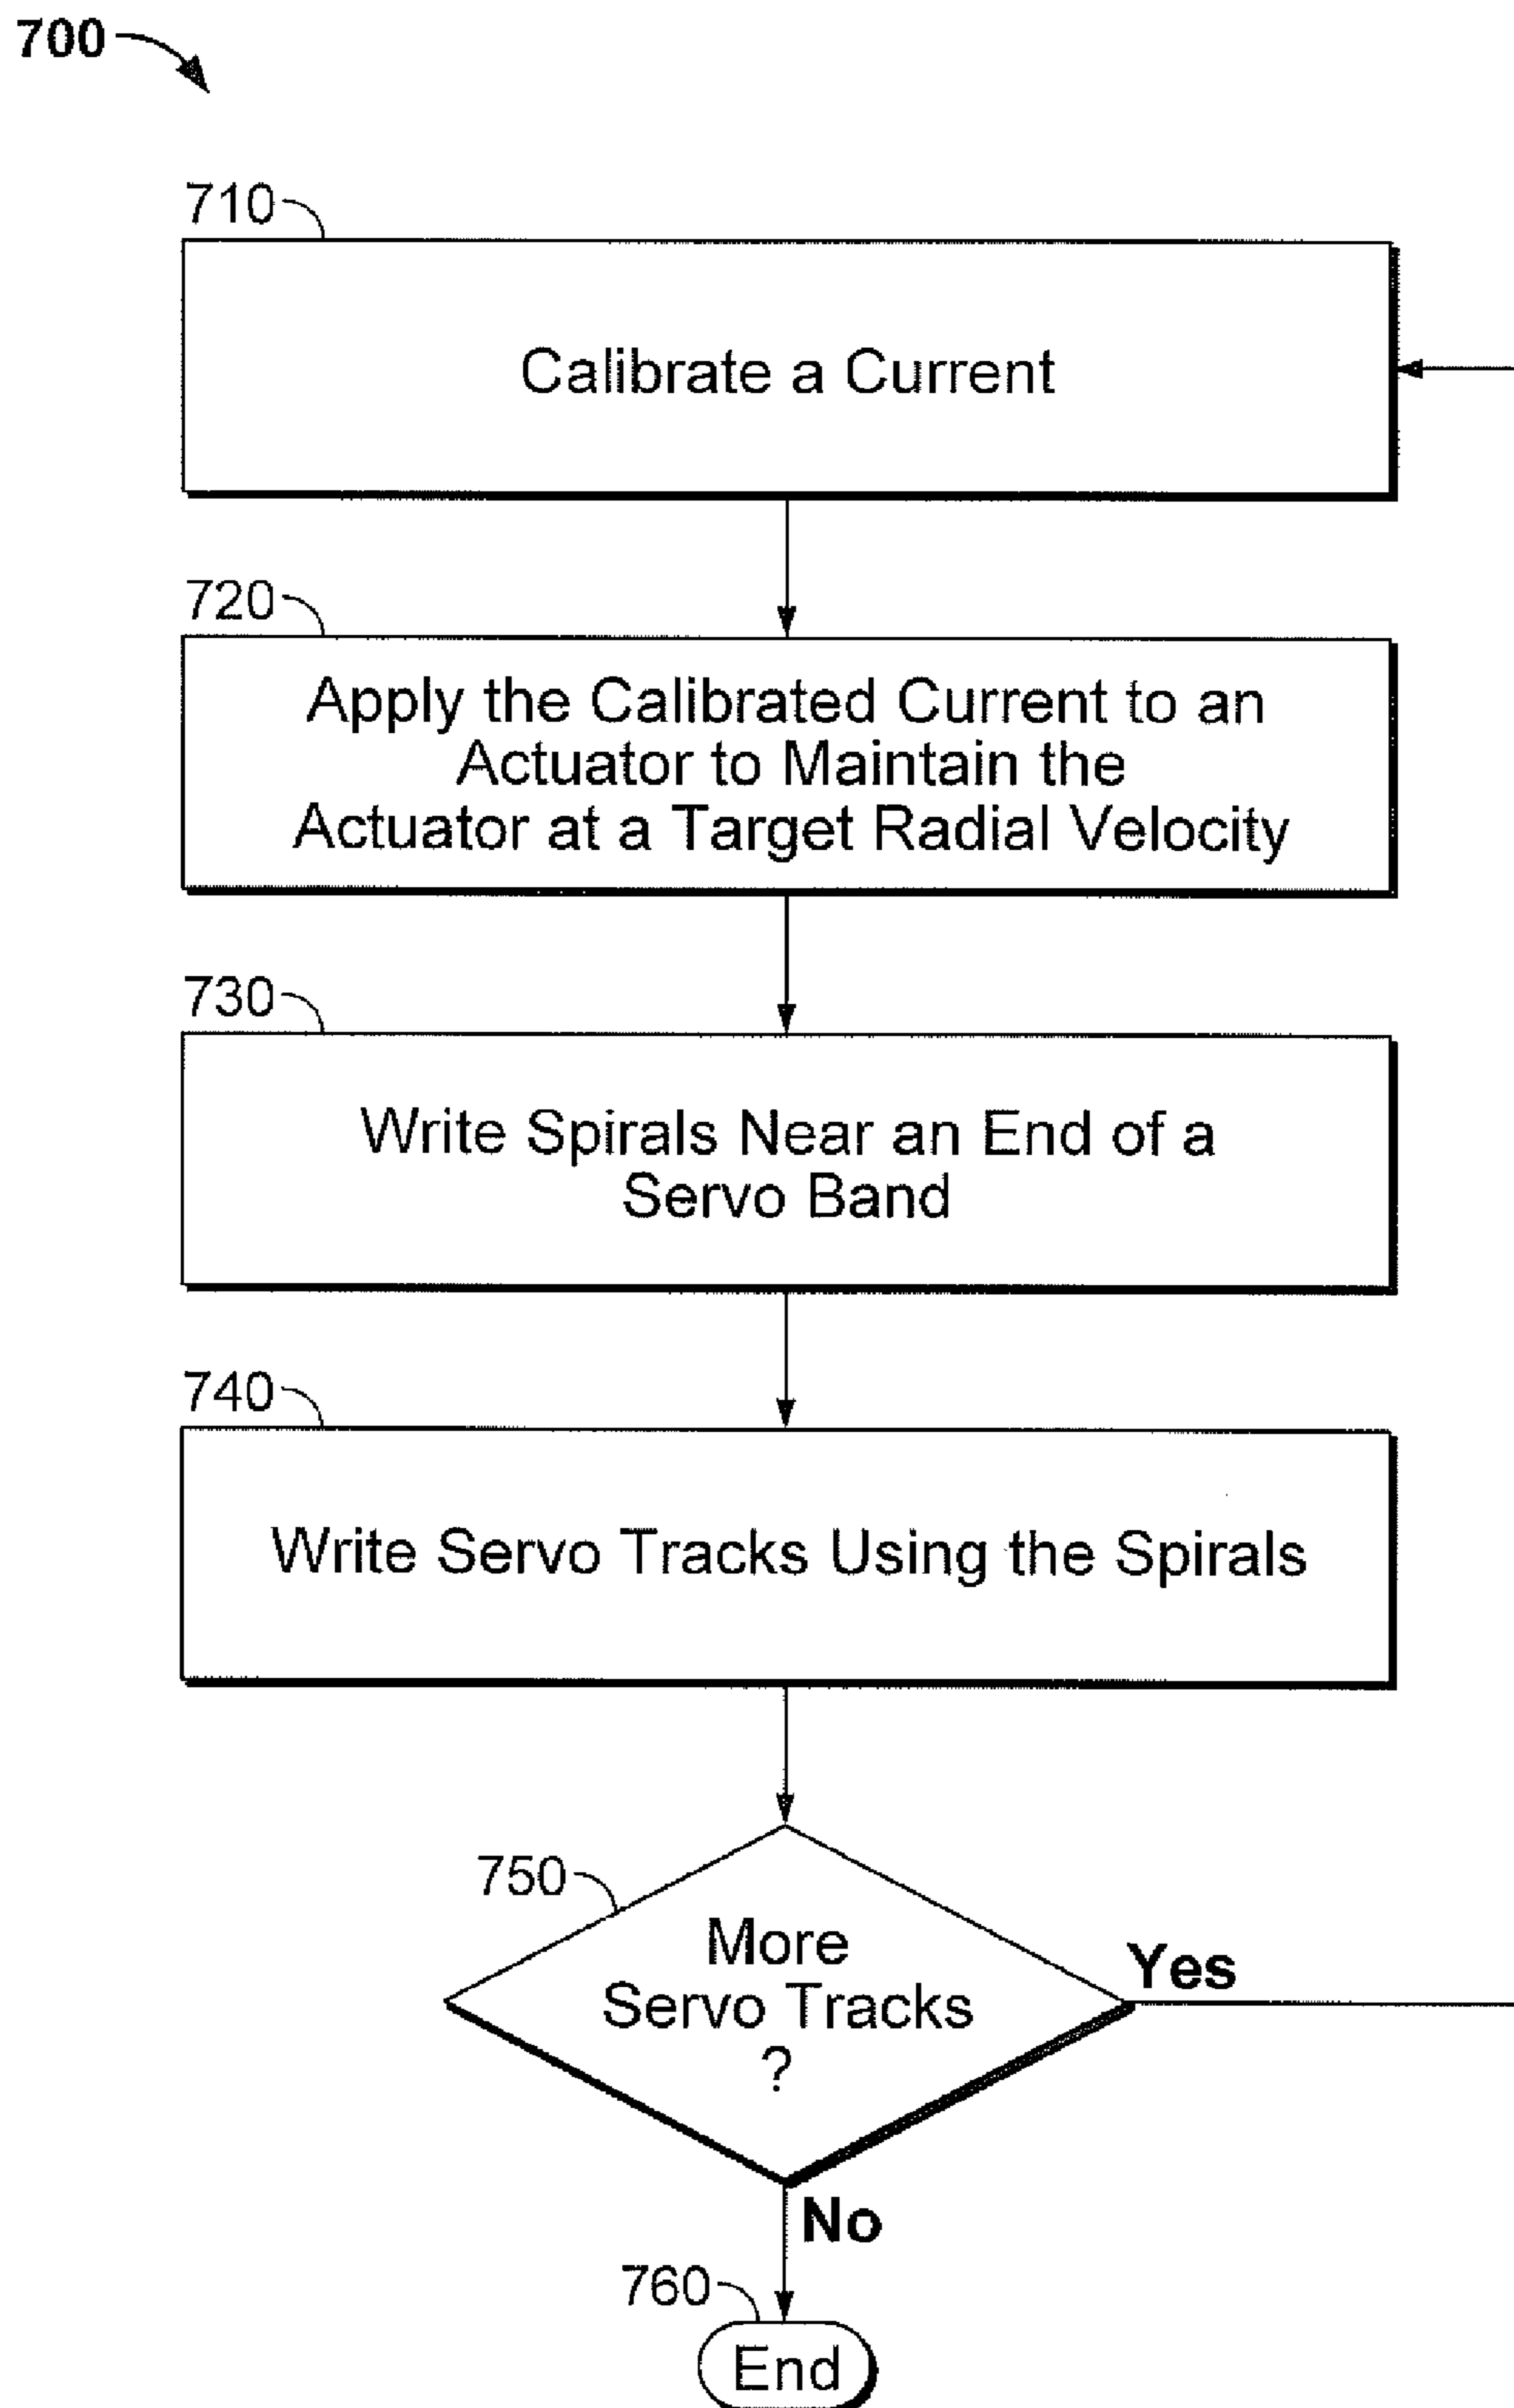 700
710
Calibrate a Current
720
Apply the Calibrated Current to an
Actuator to Maintain the
Actuator at a Target Radial Velocity
730
Write Spirals Near an End of a
Servo Band
740
Write Servo Tracks Using the Spirals
750
More
Servo Tracks
?
Yes
No
760
End